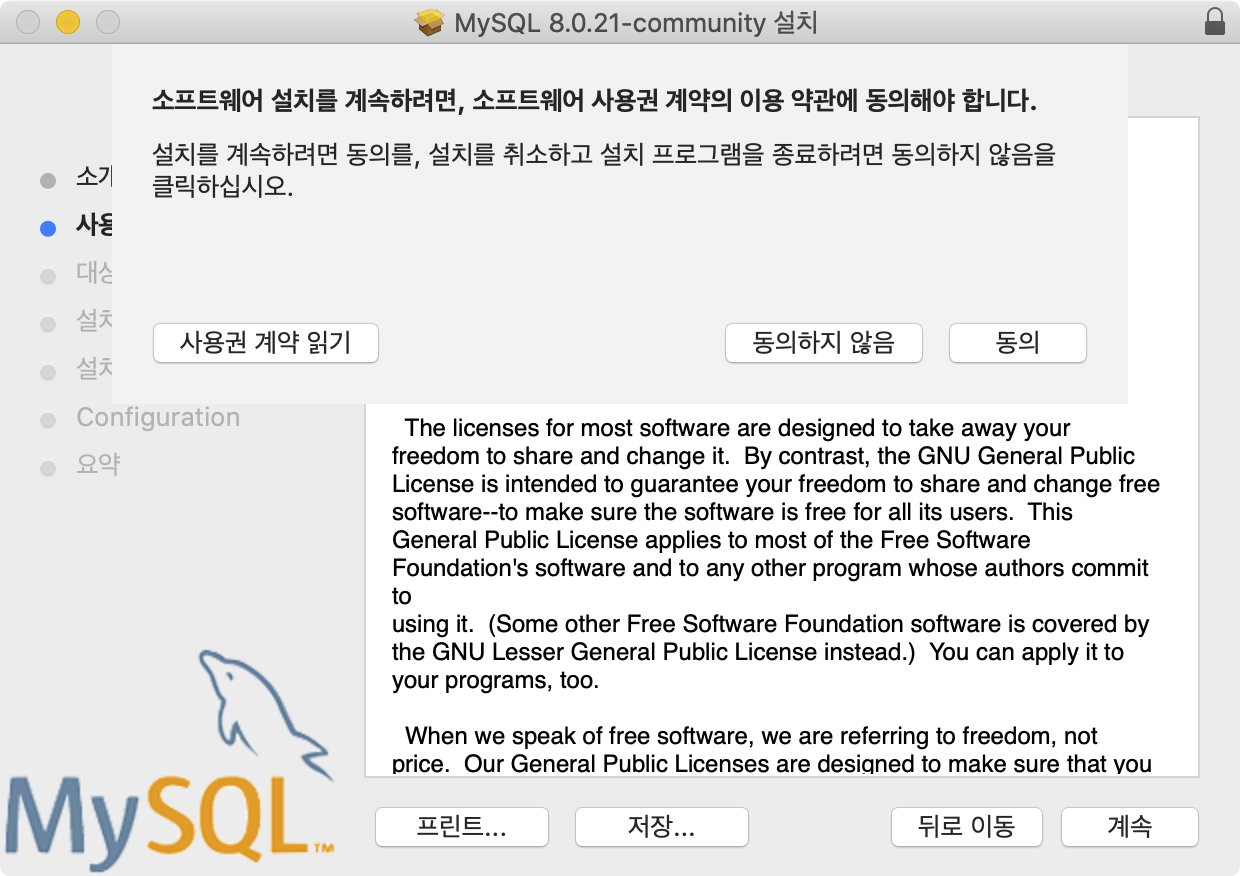 MySQL 8.0.21-community 설치
소프트웨어 설치를 계속하려면, 소프트웨어 사용권 계약의 이용 약관에 동의해야 합니다.
설치를 계속하려면 동의를, 설치를 취소하고 설치 프로그램을 종료하려면 동의하지 않음을
클릭하십시오.
사용권 계약 읽기
동의하지 않음
동의
설치
설치
Configuration
요약
The licenses for most software are designed to take away your
freedom to share and change it.  By contrast, the GNU General Public
License is intended to guarantee your freedom to share and change free
software--to make sure the software is free for all its users.  This
General Public License applies to most of the Free Software
Foundation's software and to any other program whose authors commit
to
using it.  (Some other Free Software Foundation software is covered by
the GNU Lesser General Public License instead.)  You can apply it to
your programs, too.
When we speak of free software, we are referring to freedom, not
price.  Our General Public Licenses are designed to make sure that you
MySQL™
프린트...
저장...
뒤로 이동
계속